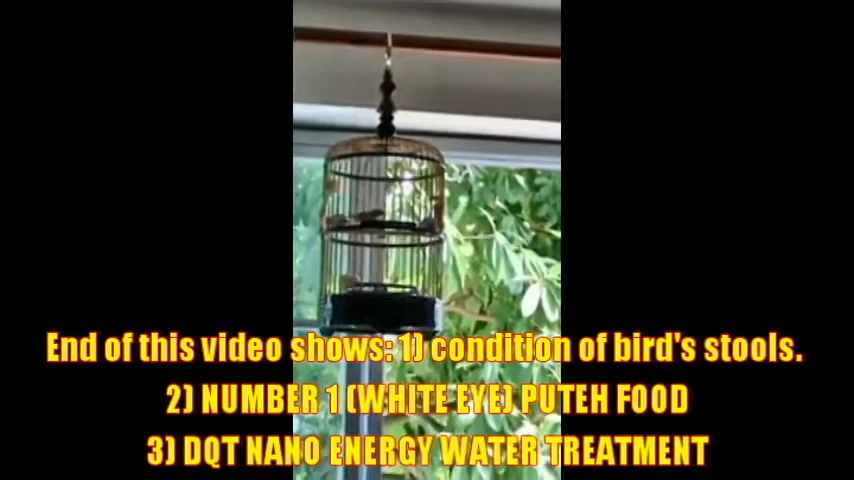 End of this video shows: 1) condition of bird's stools.
2) NUMBER 1 (WHITE EYE) PUTEH FOOD
3) DQT NANO ENERGY WATER TREATMENT